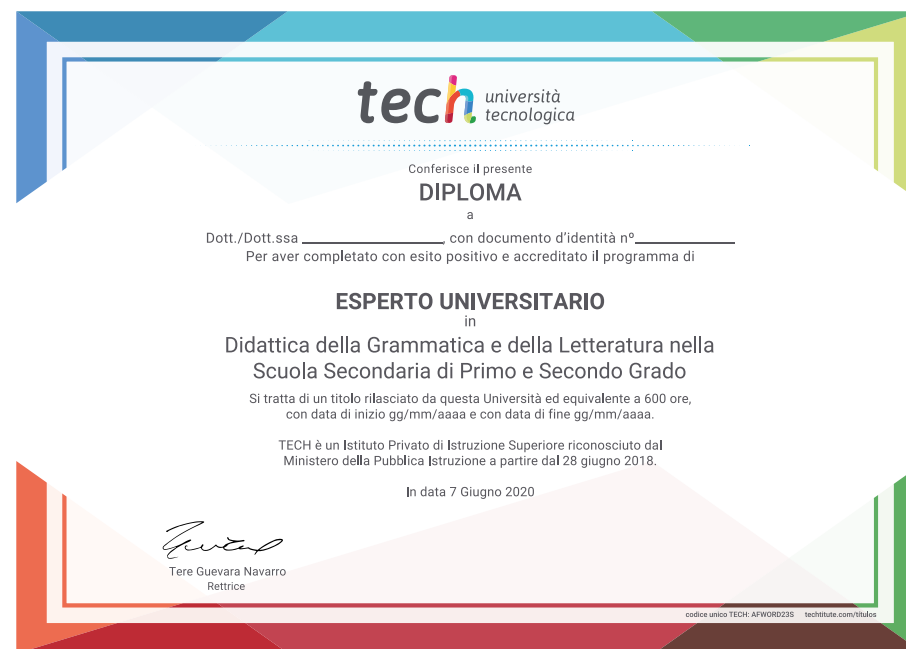 tech università
tecnologica
Conferisce il presente
DIPLOMA
a
Dott./Dott.ssa ____________________, con documento d'identità nº______________
Per aver completato con esito positivo e accreditato il programma di
ESPERTO UNIVERSITARIO
in
Didattica della Grammatica e della Letteratura nella
Scuola Secondaria di Primo e Secondo Grado
Si tratta di un titolo rilasciato da questa Università ed equivalente a 600 ore,
con data di inizio gg/mm/aaaa e con data di fine gg/mm/aaaa.
TECH è un Istituto Privato di Istruzione Superiore riconosciuto dal
Ministero della Pubblica Istruzione a partire dal 28 giugno 2018.
In data 7 Giugno 2020
Tere Guevara Navarro
Rettrice
codice unico TECH: AFWORD23S techtitute.com/titulos